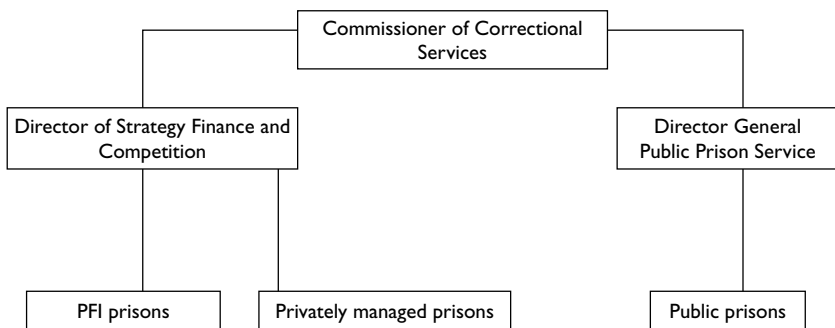 Commissioner of Correctional
Services
Director of Strategy Finance and
Competition
Director General
Public Prison Service
PFI prisons
Privately managed prisons
Public prisons